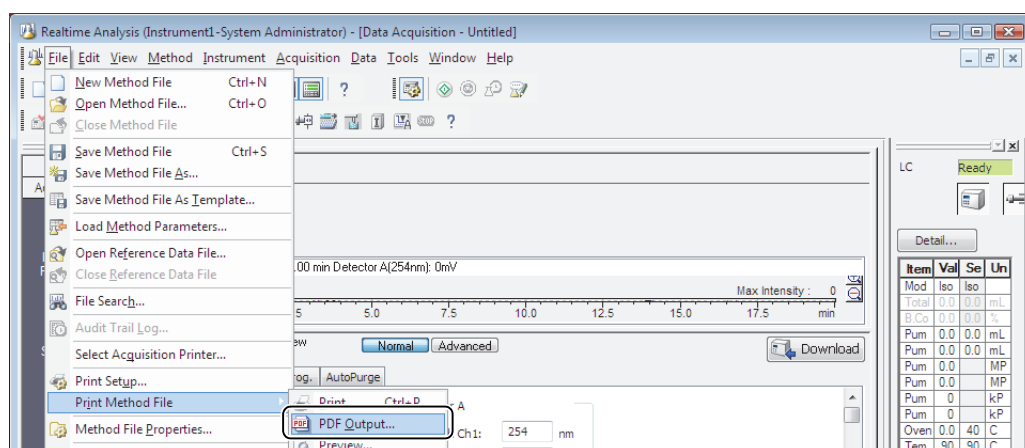 Realtime Analysis (Instrument1-System Administrator) - [Data Acquisition - Untitled]
File Edit View Method Instrument Acquisition Data Tools Window Help
New Method File Ctrl+N
Open Method File... Ctrl+O
Close Method File
Save Method File Ctrl+S
Save Method File As...
Save Method File As Template...
Load Method Parameters...
Open Reference Data File...
Close Reference Data File
File Search...
Audit Trail Log...
Select Acquisition Printer...
Print Setup...
Print Method File
Method File Properties...
Print Ctrl+P
PDF Output...
Preview...
.00 min Detector A(254nm): 0mV
Max Intensity : 0
5 5.0 7.5 10.0 12.5 15.0 17.5 min
ew Normal Advanced Download
rog. AutoPurge
r A
Ch1: 254 nm
LC Ready
Detail...
Item Val Se Un
Mod Iso Iso
Total 0.0 0.0 mL
B.Co 0.0 0.0 %
Pum 0.0 0.0 mL
Pum 0.0 0.0 mL
Pum 0.0 MP
Pum 0.0 MP
Pum 0 kP
Pum 0 kP
Oven 0.0 40 C
Tem 90 90 C